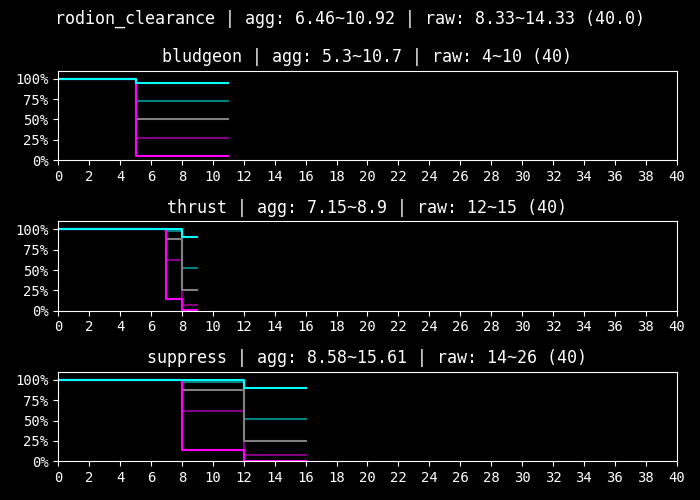 rodion_clearance | agg: 6.46~10.92 | raw: 8.33~14.33 (40.0)
bludgeon | agg: 5.3~10.7 | raw: 4~10 (40)
100%
75%
50%
25%
0%
0 2 4 6 8 10 12 14 16 18 20 22 24 26 28 30 32 34 36 38 40
thrust | agg: 7.15~8.9 | raw: 12~15 (40)
100%
75%
50%
25%
0%
0 2 4 6 8 10 12 14 16 18 20 22 24 26 28 30 32 34 36 38 40
suppress | agg: 8.58~15.61 | raw: 14~26 (40)
100%
75%
50%
25%
0%
0 2 4 6 8 10 12 14 16 18 20 22 24 26 28 30 32 34 36 38 40